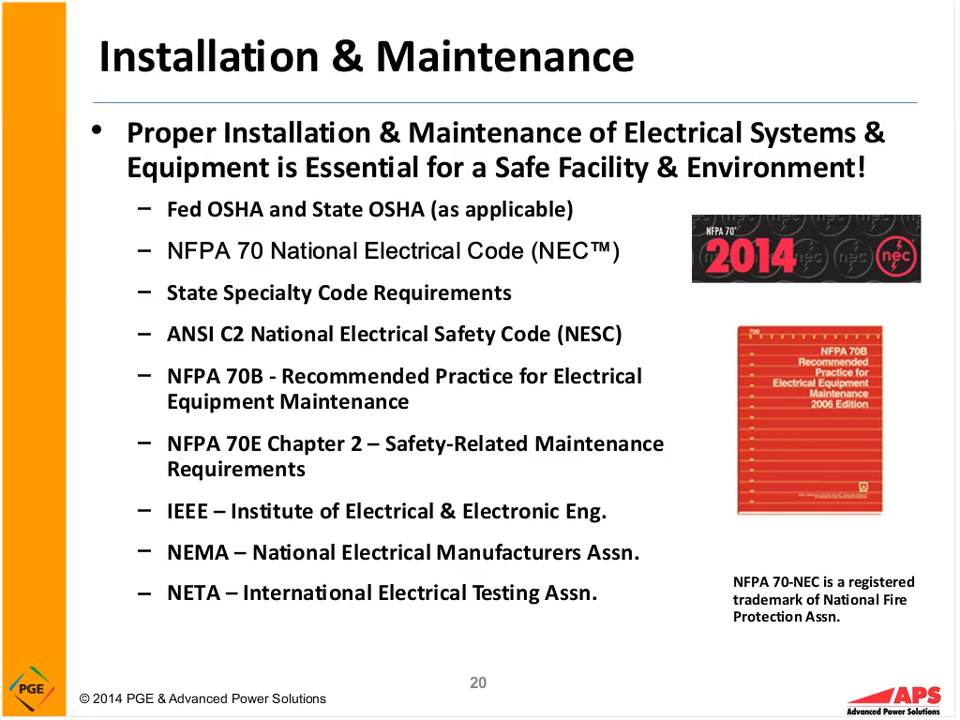 Installation & Maintenance
• Proper Installation & Maintenance of Electrical Systems &
Equipment is Essential for a Safe Facility & Environment!
– Fed OSHA and State OSHA (as applicable)
– NFPA 70 National Electrical Code (NEC™)
– State Specialty Code Requirements
– ANSI C2 National Electrical Safety Code (NESC)
– NFPA 70B - Recommended Practice for Electrical
Equipment Maintenance
– NFPA 70E Chapter 2 – Safety-Related Maintenance
Requirements
– IEEE – Institute of Electrical & Electronic Eng.
– NEMA – National Electrical Manufacturers Assn.
– NETA – International Electrical Testing Assn.
NFPA 70®
2014
nec
70B
NFPA 70B
Recommended
Practice for
Electrical Equipment
Maintenance
2006 Edition
NFPA 70-NEC is a registered
trademark of National Fire
Protection Assn.
PGE
© 2014 PGE & Advanced Power Solutions
20
APS
Advanced Power Solutions